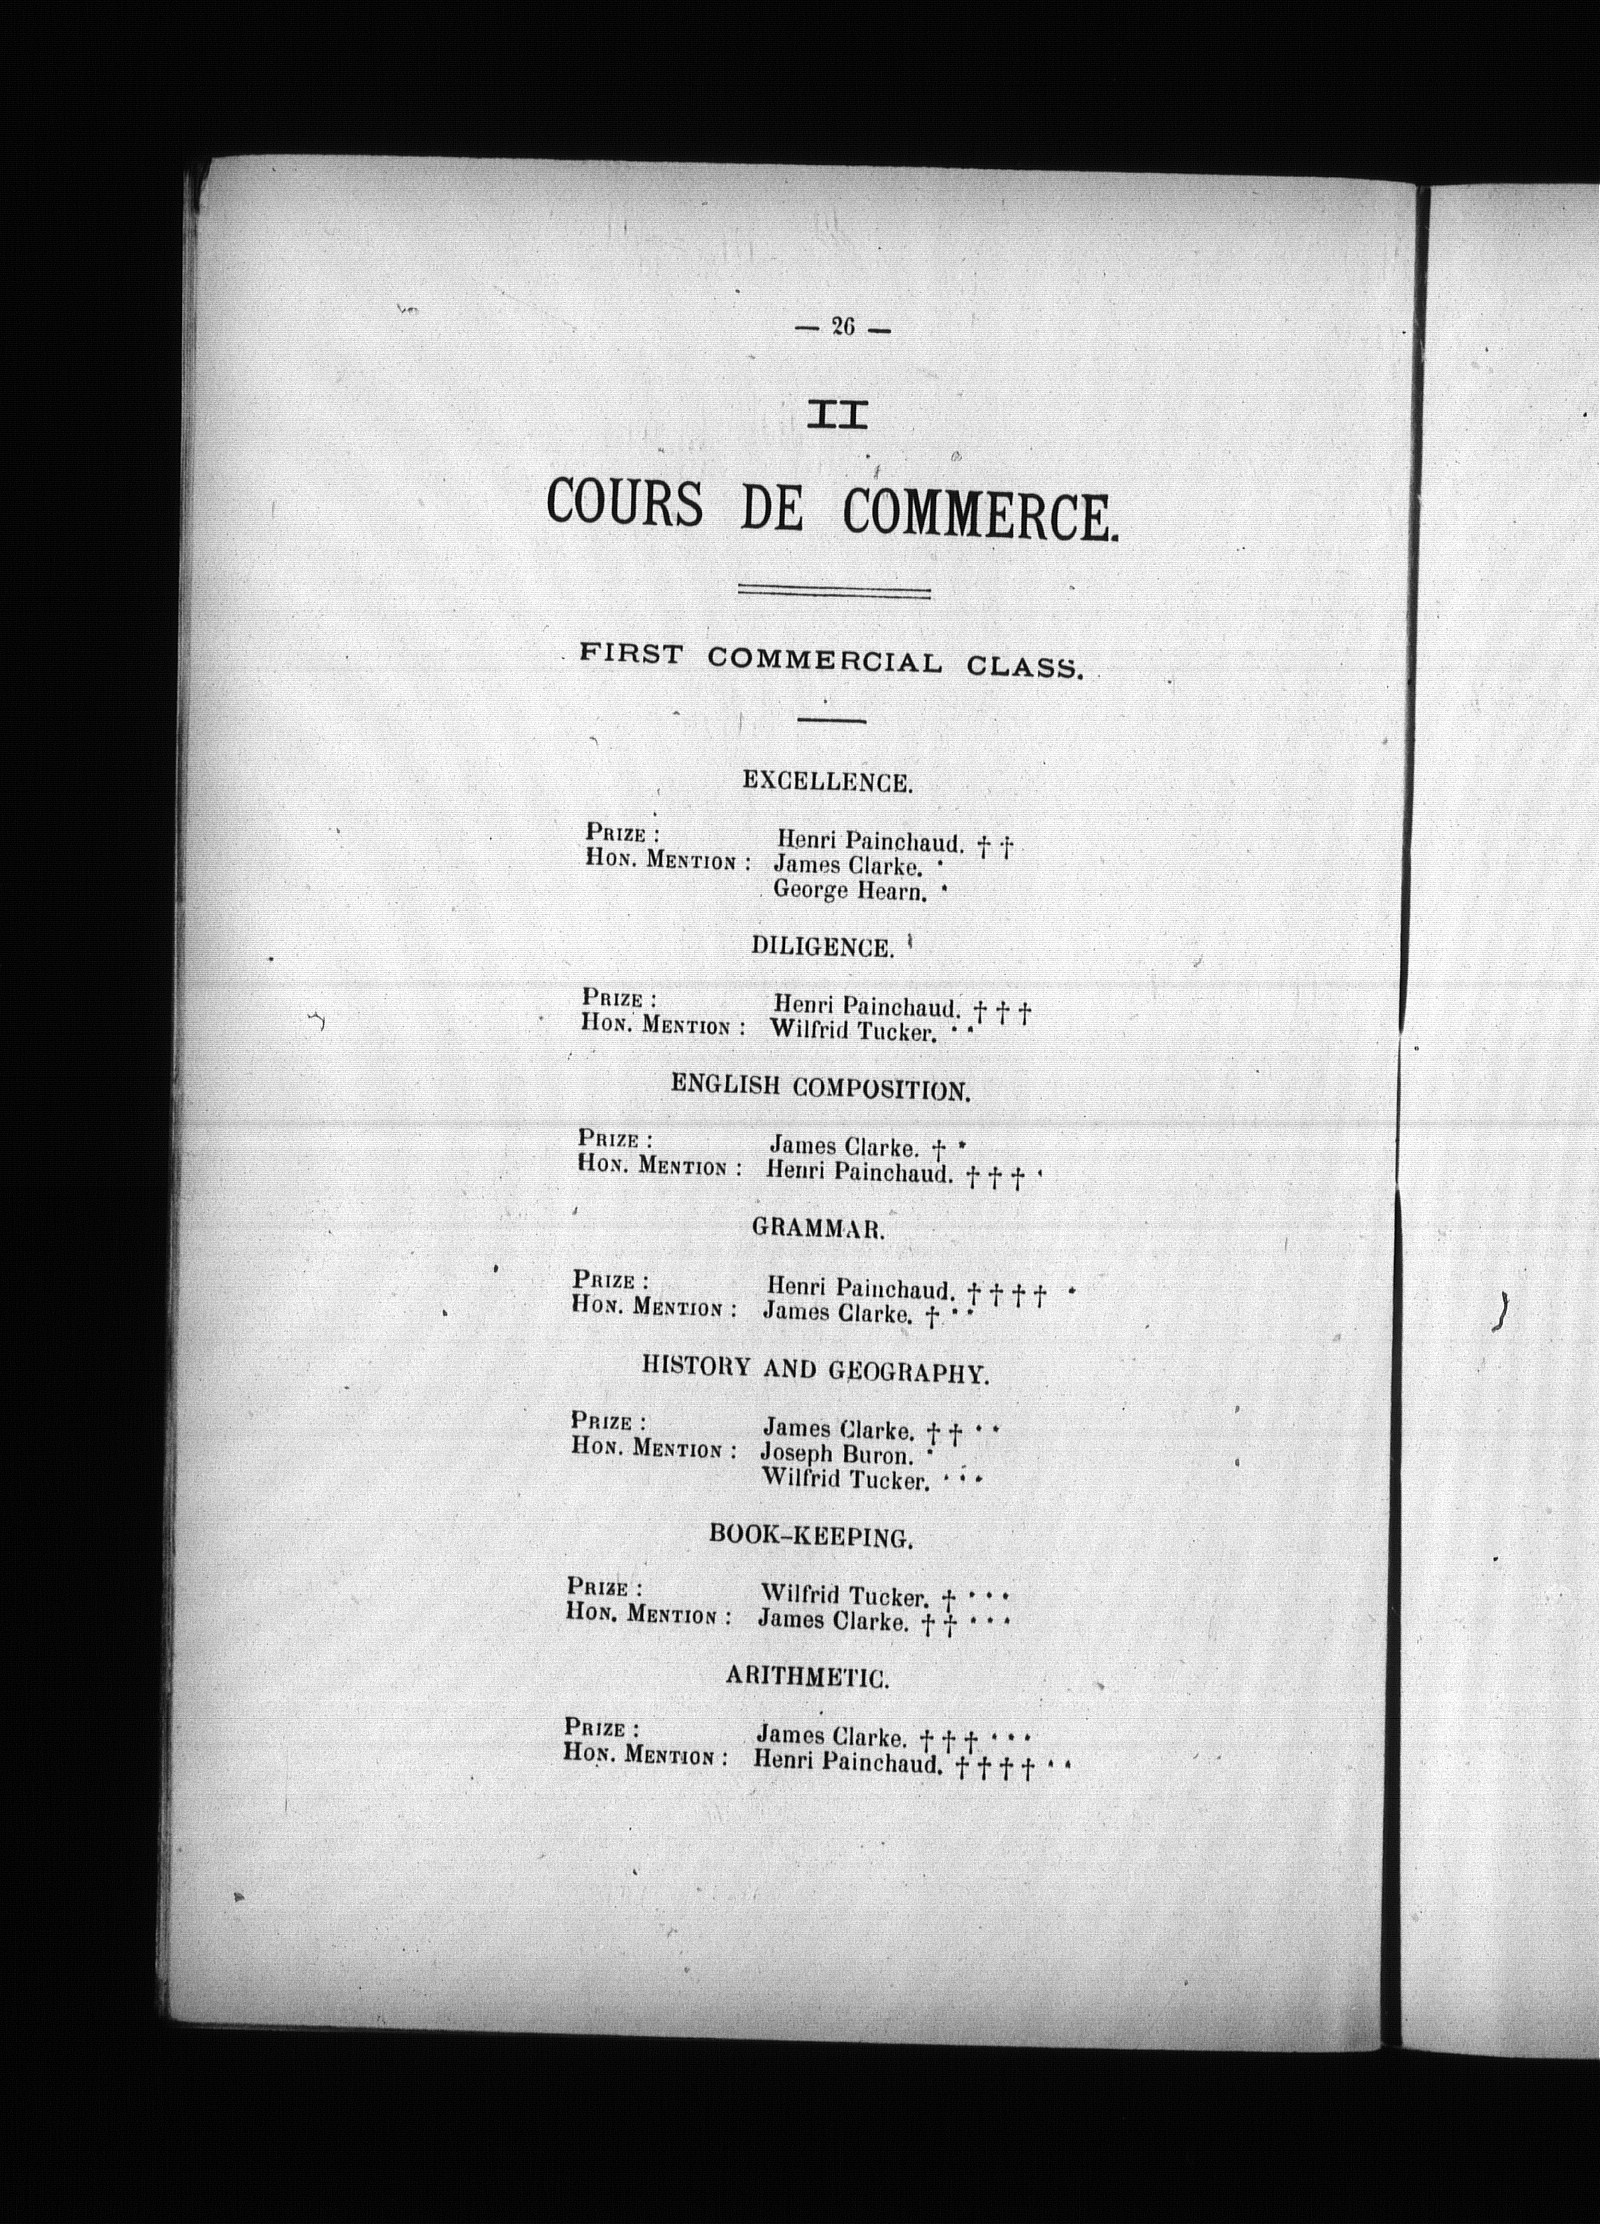 — 26 —
II
COURS DE COMMERCE.
FIRST COMMERCIAL CLASS.
EXCELLENCE.
PRIZE : Henri Painchaud. † †
HON. MENTION : James Clarke. *
George Hearn. *
DILIGENCE.
PRIZE : Henri Painchaud. † † †
HON. MENTION : Wilfrid Tucker. * *
ENGLISH COMPOSITION.
PRIZE : James Clarke. † *
HON. MENTION : Henri Painchaud. † † † *
GRAMMAR.
PRIZE : Henri Painchaud. † † † † *
HON. MENTION : James Clarke. † * *
HISTORY AND GEOGRAPHY.
PRIZE : James Clarke. † † * *
HON. MENTION : Joseph Buron. *
Wilfrid Tucker. * * *
BOOK-KEEPING.
PRIZE : Wilfrid Tucker. † * * *
HON. MENTION : James Clarke. † † * * *
ARITHMETIC.
PRIZE : James Clarke. † † † * * *
HON. MENTION : Henri Painchaud. † † † † * *